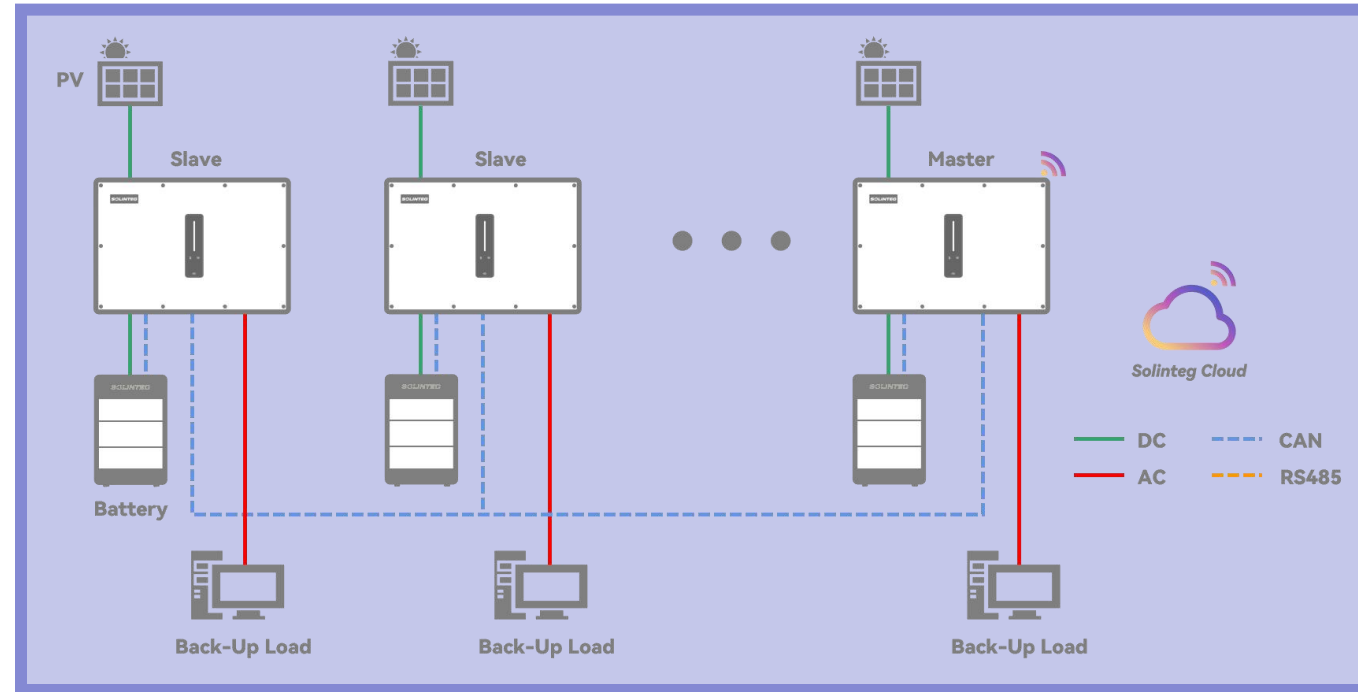 PV
Slave
Slave
Master
SOLINTEG
SOLINTEG
SOLINTEG
Solinteg Cloud
SOLINTEG
SOLINTEG
SOLINTEG
DC
CAN
AC
RS485
Battery
Back-Up Load
Back-Up Load
Back-Up Load